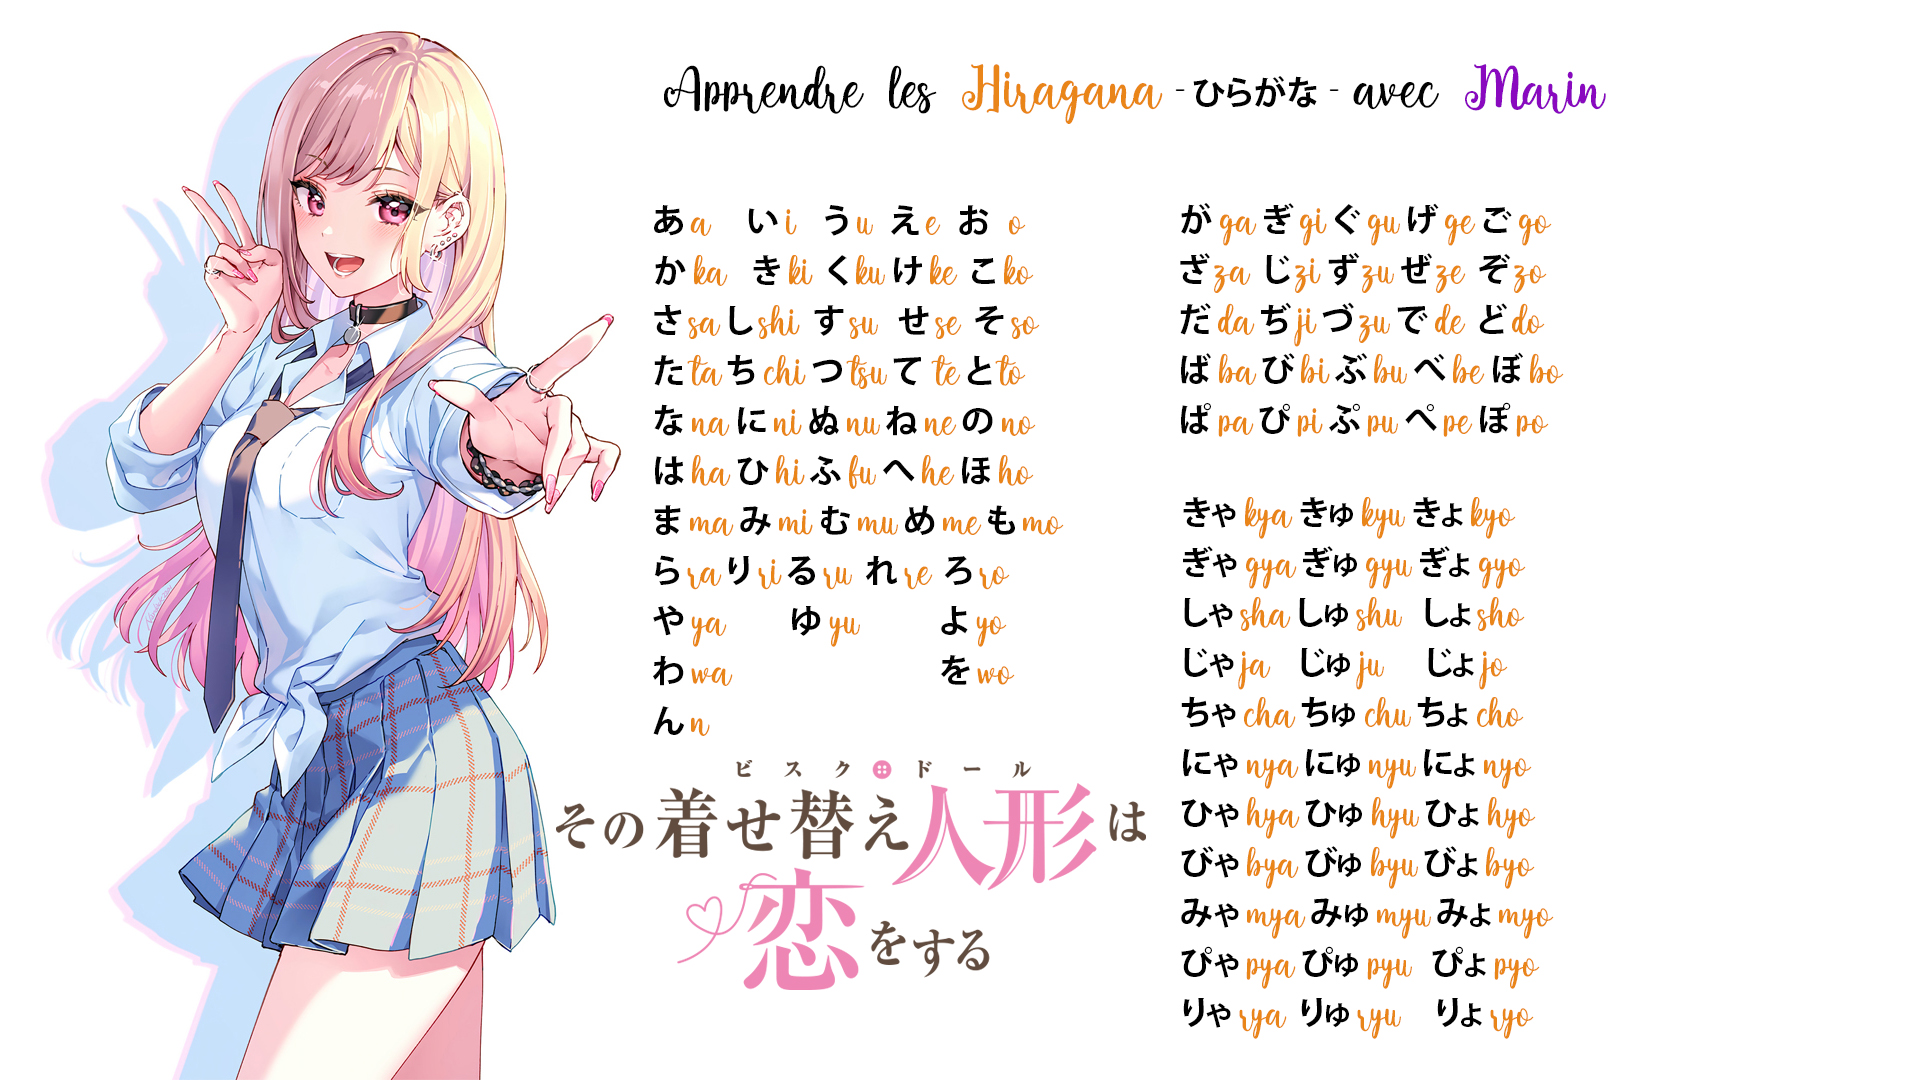 Apprendre les Hiragana - ひらがな - avec Marin
あ a い i う u え e お o
か ka き ki く ku け ke こ ko
さ sa し shi す su せ se そ so
た ta ち chi つ tsu て te と to
な na に ni ぬ nu ね ne の no
は ha ひ hi ふ fu へ he ほ ho
ま ma み mi む mu め me も mo
ら ra り ri る ru れ re ろ ro
や ya ゆ yu よ yo
わ wa を wo
ん n
が ga ぎ gi ぐ gu げ ge ご go
ざ za じ zi ず zu ぜ ze ぞ zo
だ da ぢ ji づ zu で de ど do
ば ba び bi ぶ bu べ be ぼ bo
ぱ pa ぴ pi ぷ pu ぺ pe ぽ po
きゃ kya きゅ kyu きょ kyo
ぎゃ gya ぎゅ gyu ぎょ gyo
しゃ sha しゅ shu しょ sho
じゃ ja じゅ ju じょ jo
ちゃ cha ちゅ chu ちょ cho
にゃ nya にゅ nyu にょ nyo
ひゃ hya ひゅ hyu ひょ hyo
びゃ bya びゅ byu びょ byo
みゃ mya みゅ myu みょ myo
ぴゃ pya ぴゅ pyu ぴょ pyo
りゃ rya りゅ ryu りょ ryo
ビスクドール
その着せ替え人形は
恋をする